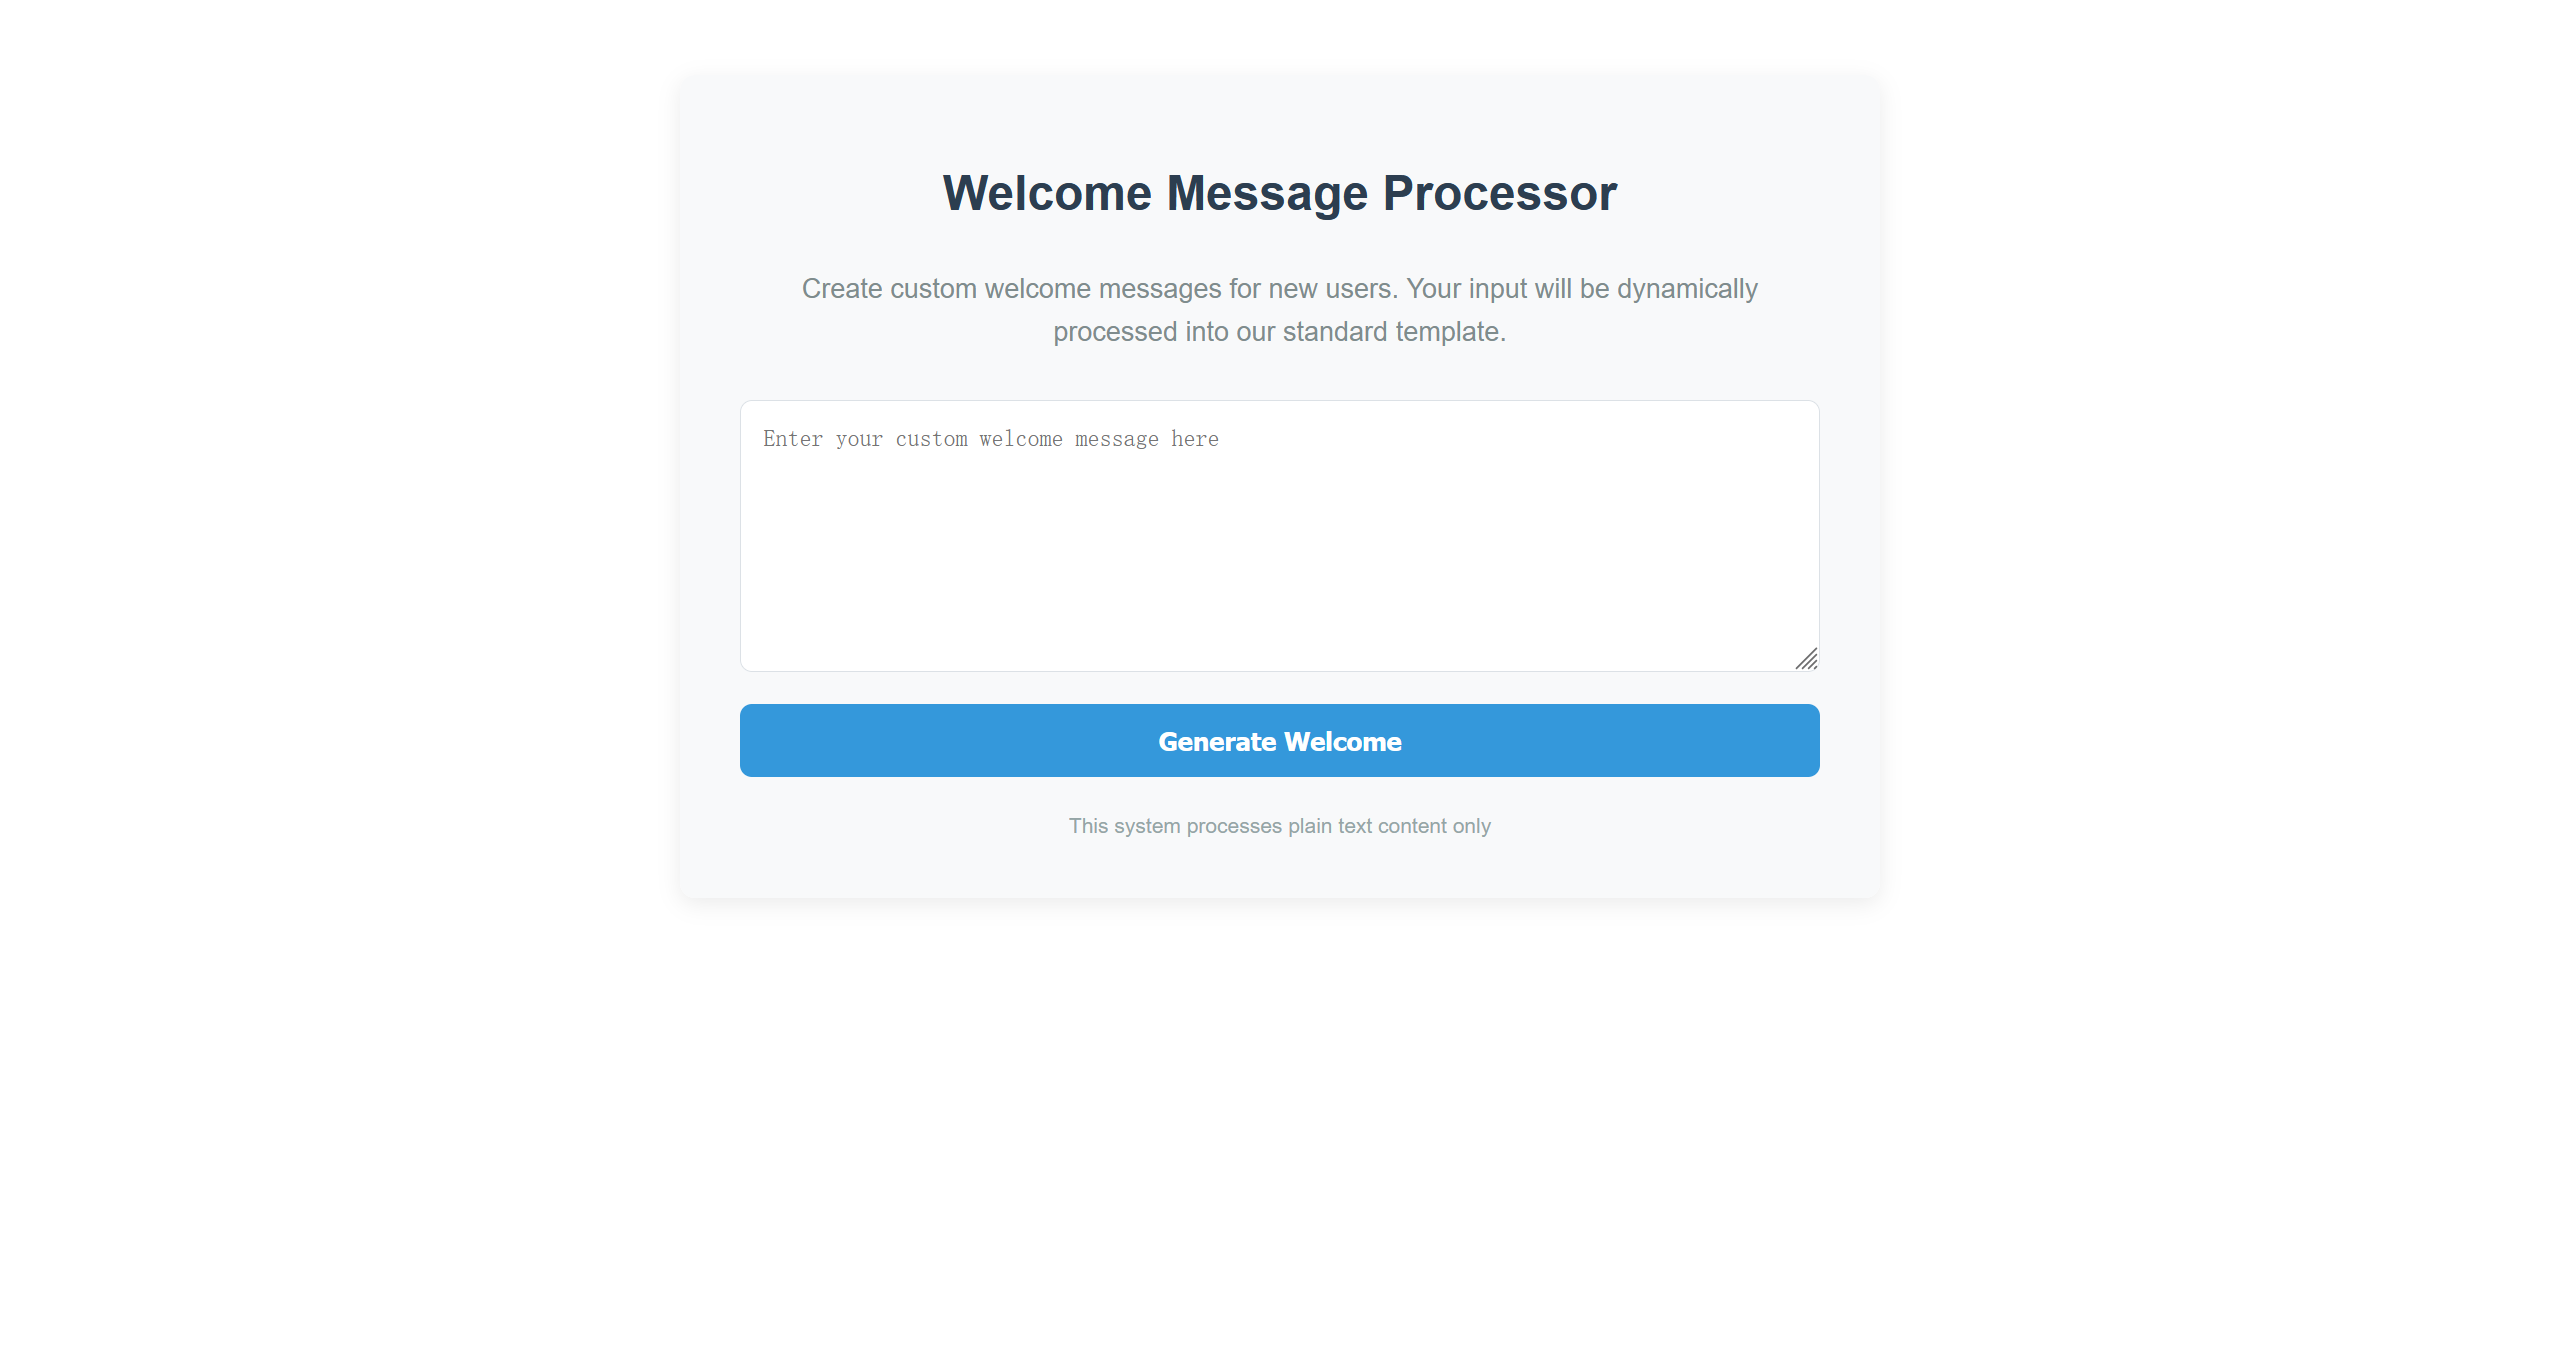 Welcome Message Processor
Create custom welcome messages for new users. Your input will be dynamically
processed into our standard template.
Enter your custom welcome message here
Generate Welcome
This system processes plain text content only